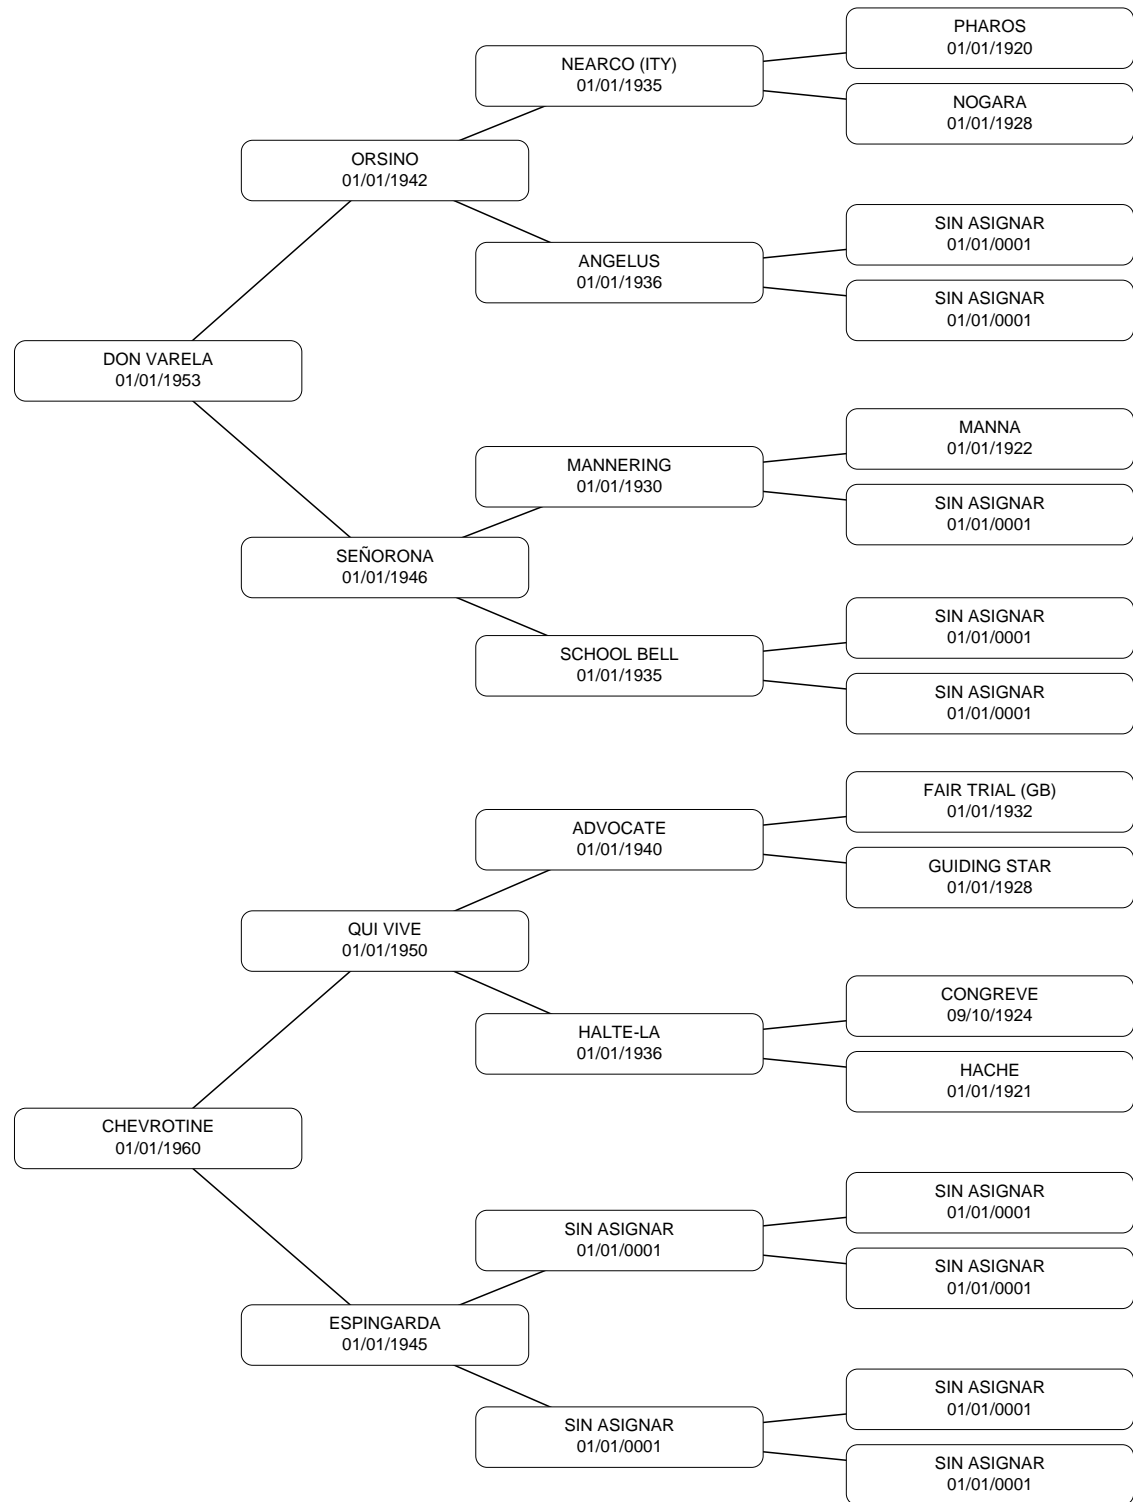 PHAROS
01/01/1920
NEARCO (ITY)
01/01/1935
NOGARA
01/01/1928
ORSINO
01/01/1942
SIN ASIGNAR
01/01/0001
ANGELUS
01/01/1936
SIN ASIGNAR
01/01/0001
DON VARELA
01/01/1953
MANNA
01/01/1922
MANNERING
01/01/1930
SIN ASIGNAR
01/01/0001
SEÑORONA
01/01/1946
SIN ASIGNAR
01/01/0001
SCHOOL BELL
01/01/1935
SIN ASIGNAR
01/01/0001
FAIR TRIAL (GB)
01/01/1932
ADVOCATE
01/01/1940
GUIDING STAR
01/01/1928
QUI VIVE
01/01/1950
CONGREVE
09/10/1924
HALTE-LA
01/01/1936
HACHE
01/01/1921
CHEVROTINE
01/01/1960
SIN ASIGNAR
01/01/0001
SIN ASIGNAR
01/01/0001
SIN ASIGNAR
01/01/0001
ESPINGARDA
01/01/1945
SIN ASIGNAR
01/01/0001
SIN ASIGNAR
01/01/0001
SIN ASIGNAR
01/01/0001